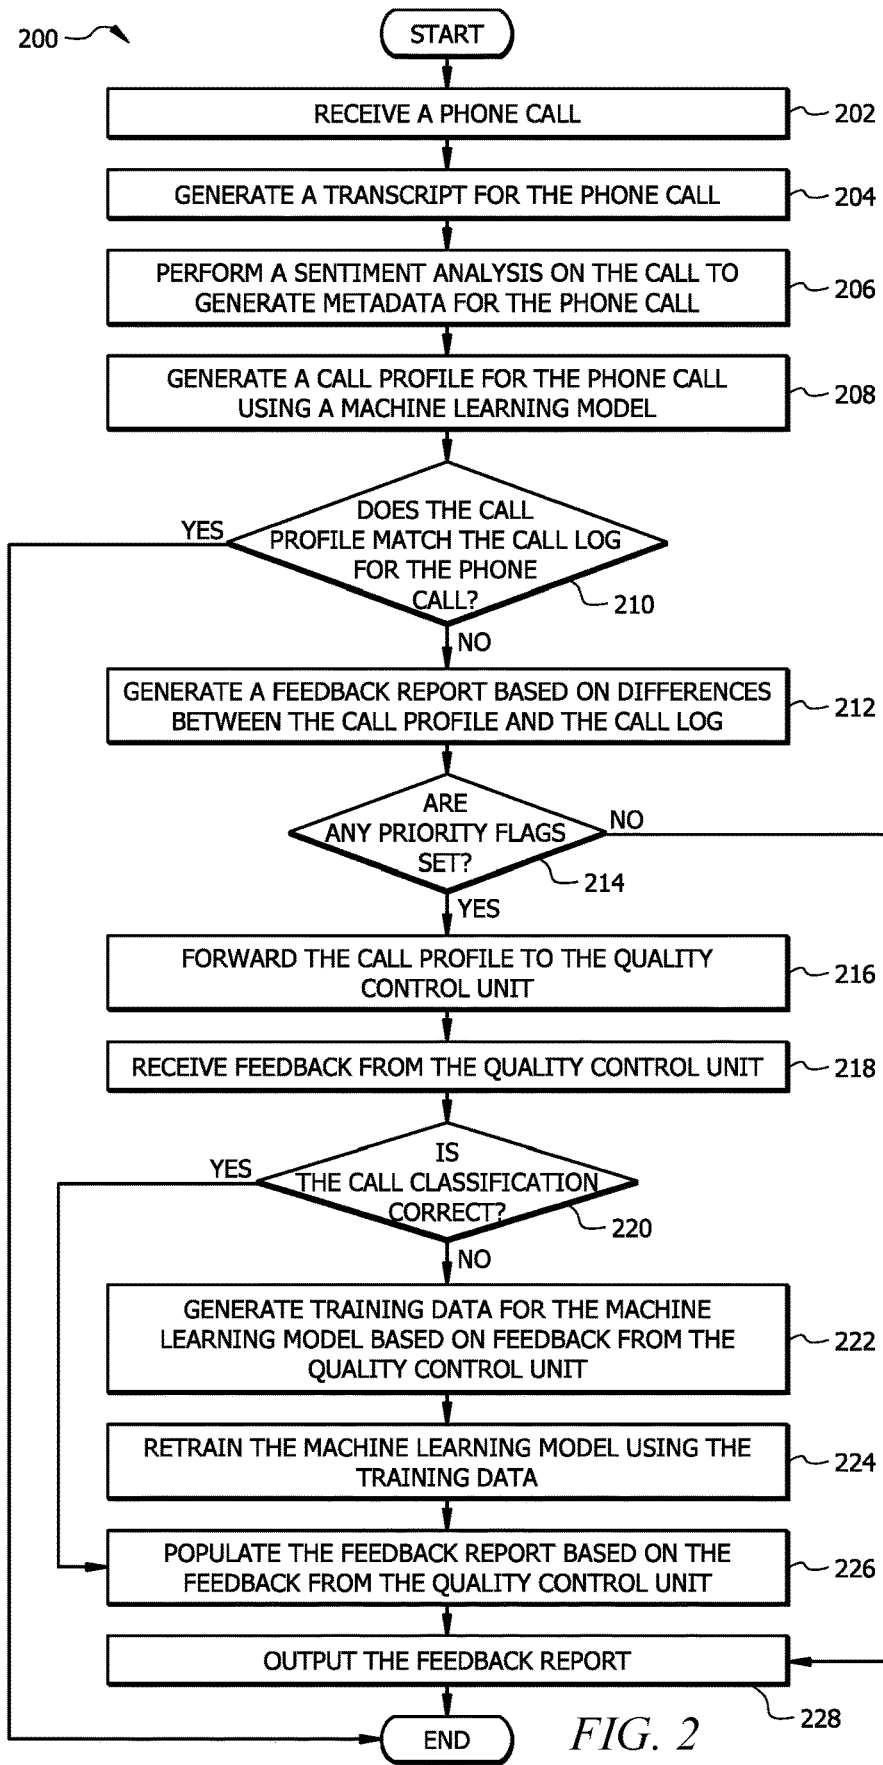 200
START
RECEIVE A PHONE CALL
202
GENERATE A TRANSCRIPT FOR THE PHONE CALL
204
PERFORM A SENTIMENT ANALYSIS ON THE CALL TO
GENERATE METADATA FOR THE PHONE CALL
206
GENERATE A CALL PROFILE FOR THE PHONE CALL
USING A MACHINE LEARNING MODEL
208
DOES THE CALL
PROFILE MATCH THE CALL LOG
FOR THE PHONE
CALL?
YES
210
NO
GENERATE A FEEDBACK REPORT BASED ON DIFFERENCES
BETWEEN THE CALL PROFILE AND THE CALL LOG
212
ARE
ANY PRIORITY FLAGS
SET?
NO
214
YES
FORWARD THE CALL PROFILE TO THE QUALITY
CONTROL UNIT
216
RECEIVE FEEDBACK FROM THE QUALITY CONTROL UNIT
218
IS
THE CALL CLASSIFICATION
CORRECT?
YES
220
NO
GENERATE TRAINING DATA FOR THE MACHINE
LEARNING MODEL BASED ON FEEDBACK FROM THE
QUALITY CONTROL UNIT
222
RETRAIN THE MACHINE LEARNING MODEL USING THE
TRAINING DATA
224
POPULATE THE FEEDBACK REPORT BASED ON THE
FEEDBACK FROM THE QUALITY CONTROL UNIT
226
OUTPUT THE FEEDBACK REPORT
228
END
FIG. 2